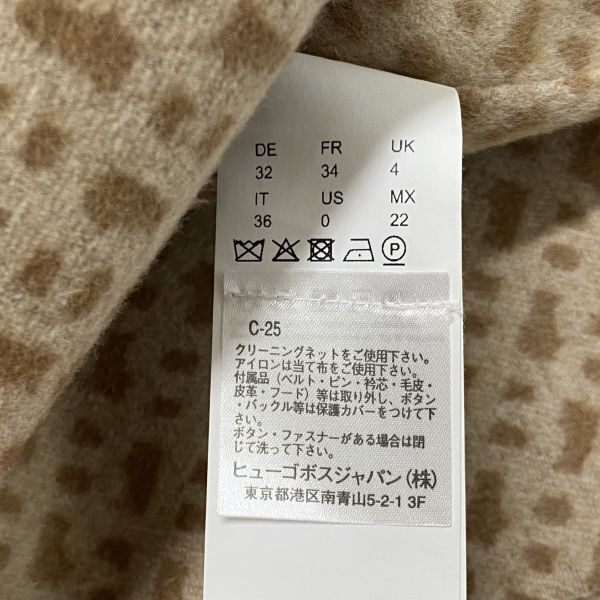 DE FR UK
32 34 4
IT US MX
36 0 22
P
C-25
クリーニングネットをご使用下さい。
アイロンは当て布をご使用下さい。
付属品（ベルト・ピン・衿芯・毛皮・
皮革・フード）等は取り外し、ボタン
・バックル等は保護カバーをつけて下
さい。
ボタン・ファスナーがある場合は閉
じて洗って下さい。
ヒューゴボスジャパン(株)
東京都港区南青山5-2-1 3F